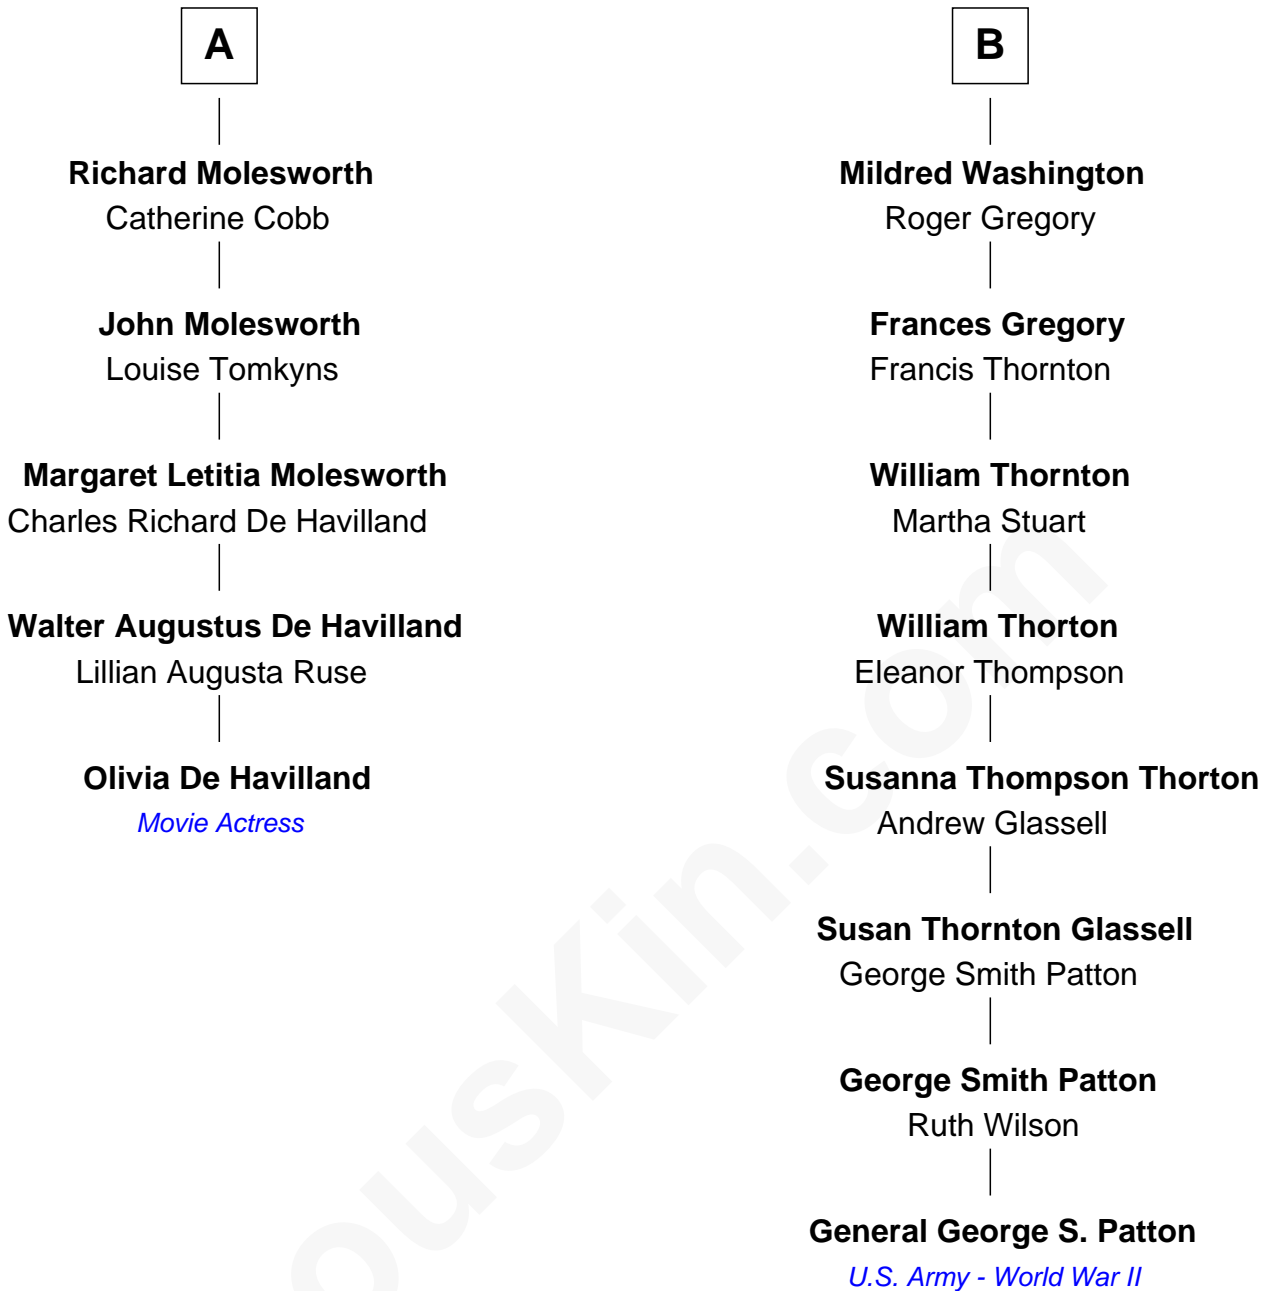 A
Richard Molesworth
Catherine Cobb
John Molesworth
Louise Tomkyns
Margaret Letitia Molesworth
Charles Richard De Havilland
Walter Augustus De Havilland
Lillian Augusta Ruse
Olivia De Havilland
Movie Actress
B
Mildred Washington
Roger Gregory
Frances Gregory
Francis Thornton
William Thornton
Martha Stuart
William Thorton
Eleanor Thompson
Susanna Thompson Thorton
Andrew Glassell
Susan Thornton Glassell
George Smith Patton
George Smith Patton
Ruth Wilson
General George S. Patton
U.S. Army - World War II
ousKin.com